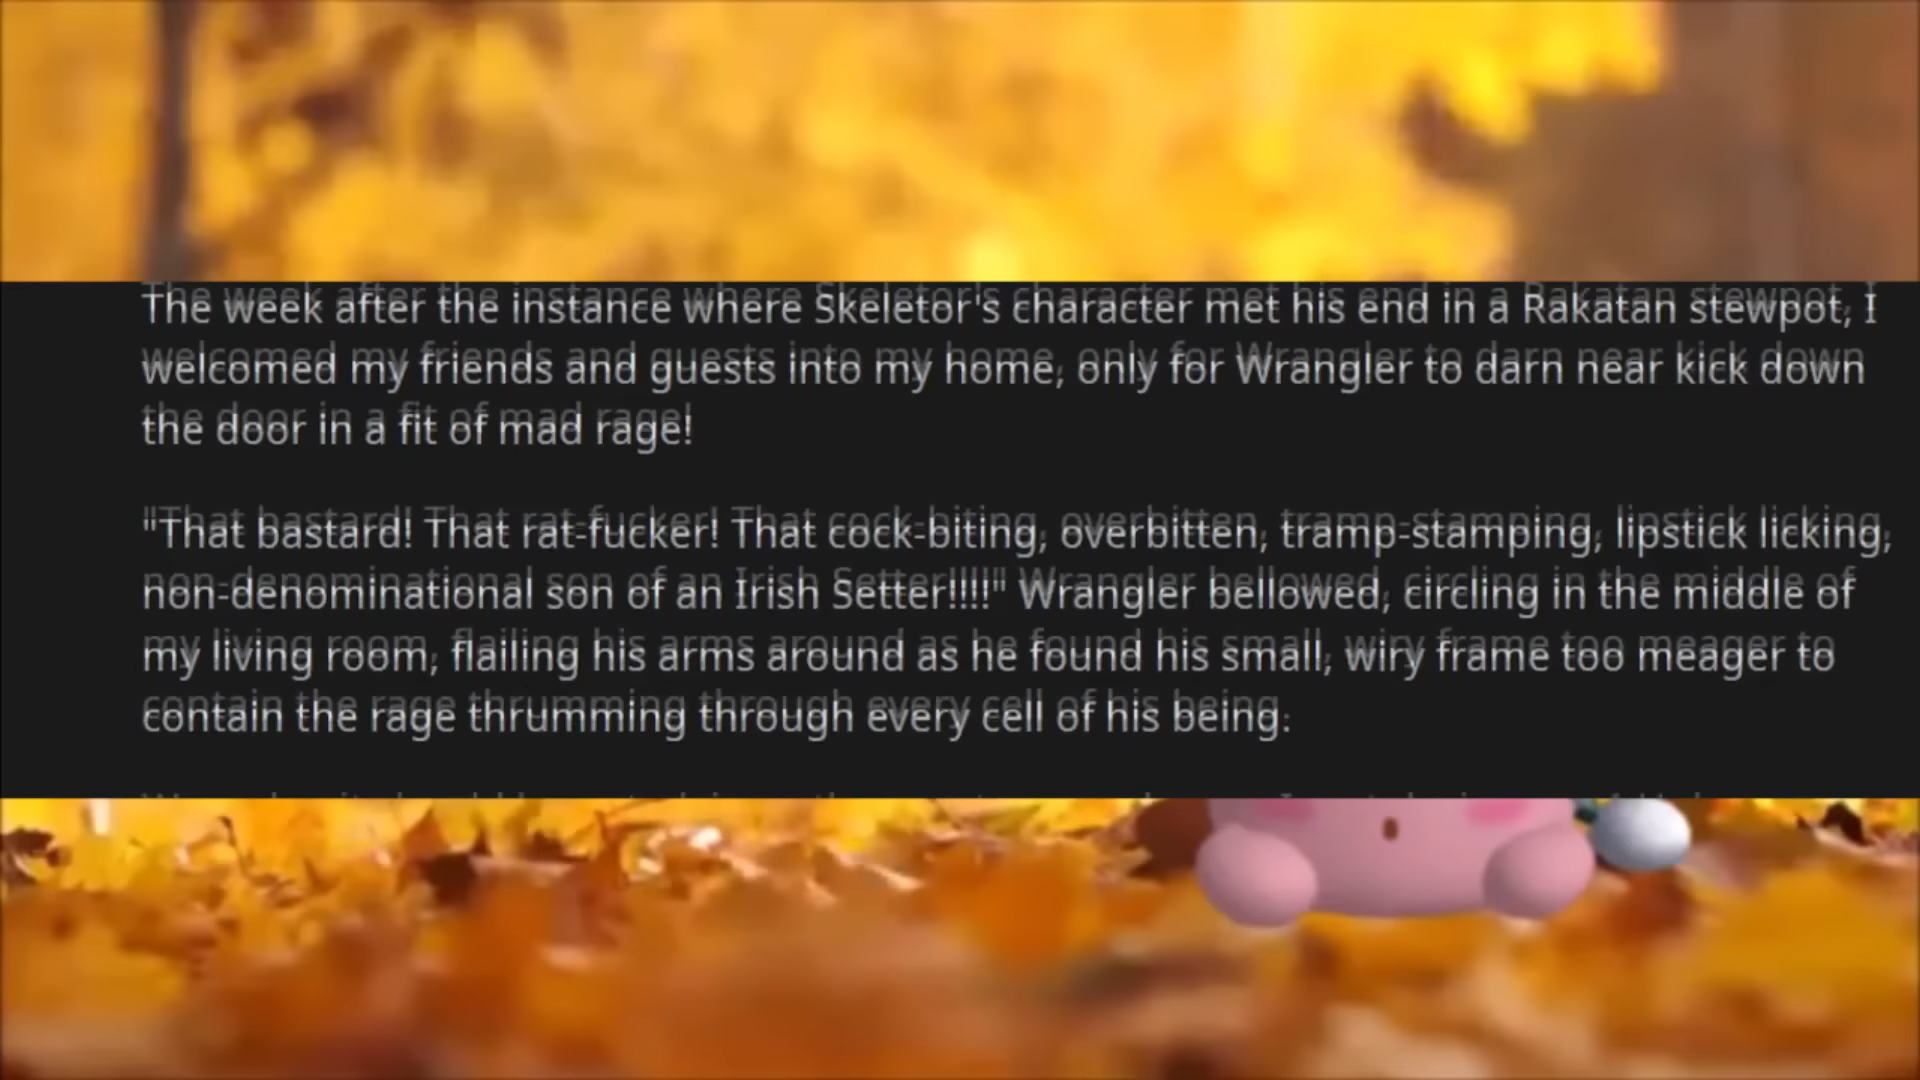 The week after the instance where Skeletor's character met his end in a Rakatan stewpot, I
welcomed my friends and guests into my home, only for Wrangler to darn near kick down
the door in a fit of mad rage!
"That bastard! That rat-fucker! That cock-biting, overbitten, tramp-stamping, lipstick licking,
non-denominational son of an Irish Setter!!!!" Wrangler bellowed, circling in the middle of
my living room, flailing his arms around as he found his small, wiry frame too meager to
contain the rage thrumming through every cell of his being.